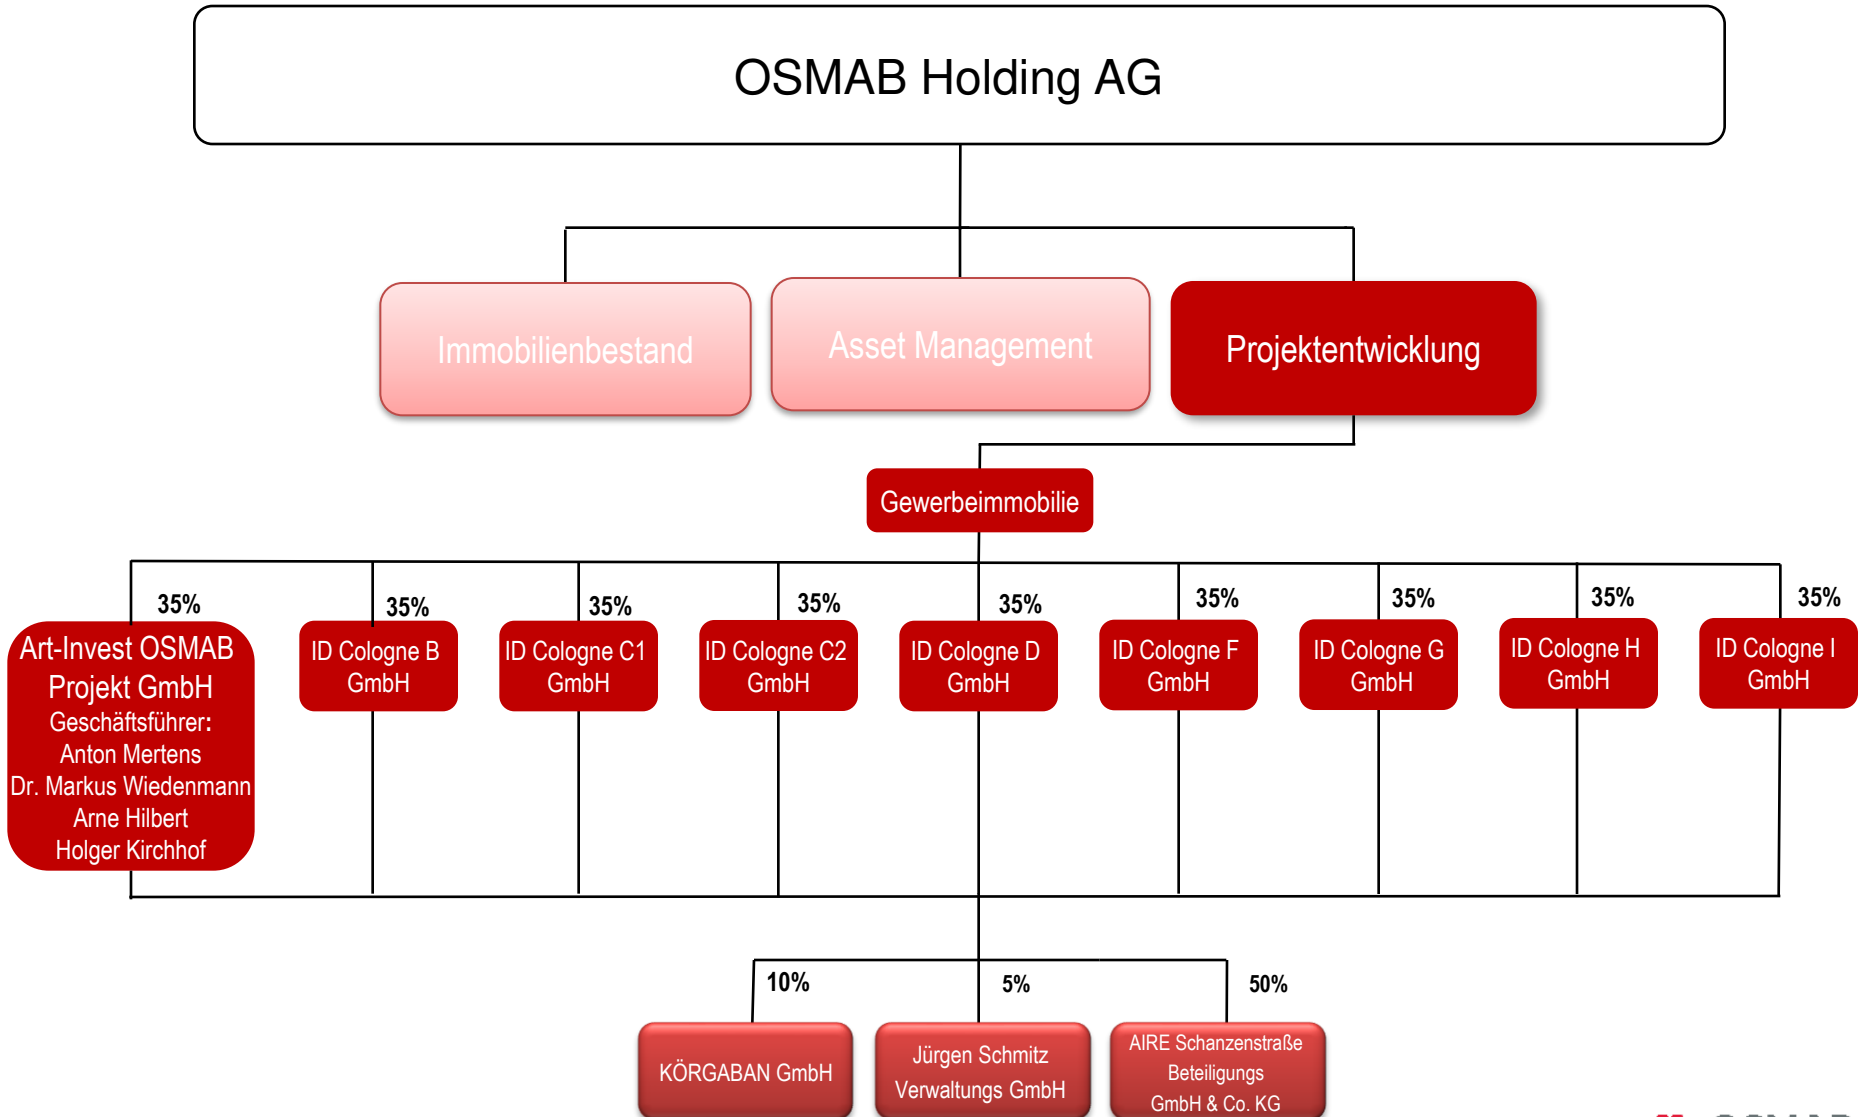 OSMAB Holding AG
Immobilienbestand
Asset Management
Projektentwicklung
Gewerbeimmobilie
35%
35%
35%
35%
35%
35%
35%
35%
35%
Art-Invest OSMAB
Projekt GmbH
Geschäftsführer:
Anton Mertens
Dr. Markus Wiedenmann
Arne Hilbert
Holger Kirchhof
ID Cologne B
GmbH
ID Cologne C1
GmbH
ID Cologne C2
GmbH
ID Cologne D
GmbH
ID Cologne F
GmbH
ID Cologne G
GmbH
ID Cologne H
GmbH
ID Cologne I
GmbH
10%
5%
50%
KÖRGABAN GmbH
Jürgen Schmitz
Verwaltungs GmbH
AIRE Schanzenstraße
Beteiligungs
GmbH & Co. KG